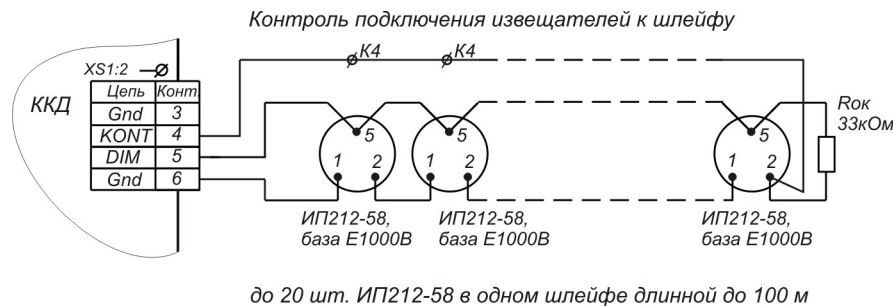 Контроль подключения извещателей к шлейфу
К4 К4
XS1:2
ККД
Цепь Конт.
Gnd 3
KONT 4
DIM 5
Gnd 6
5 5 5
1 2 1 2 1 2
Rок
33кОм
ИП212-58, ИП212-58, ИП212-58,
база Е1000В база Е1000В база Е1000В
до 20 шт. ИП212-58 в одном шлейфе длинной до 100 м